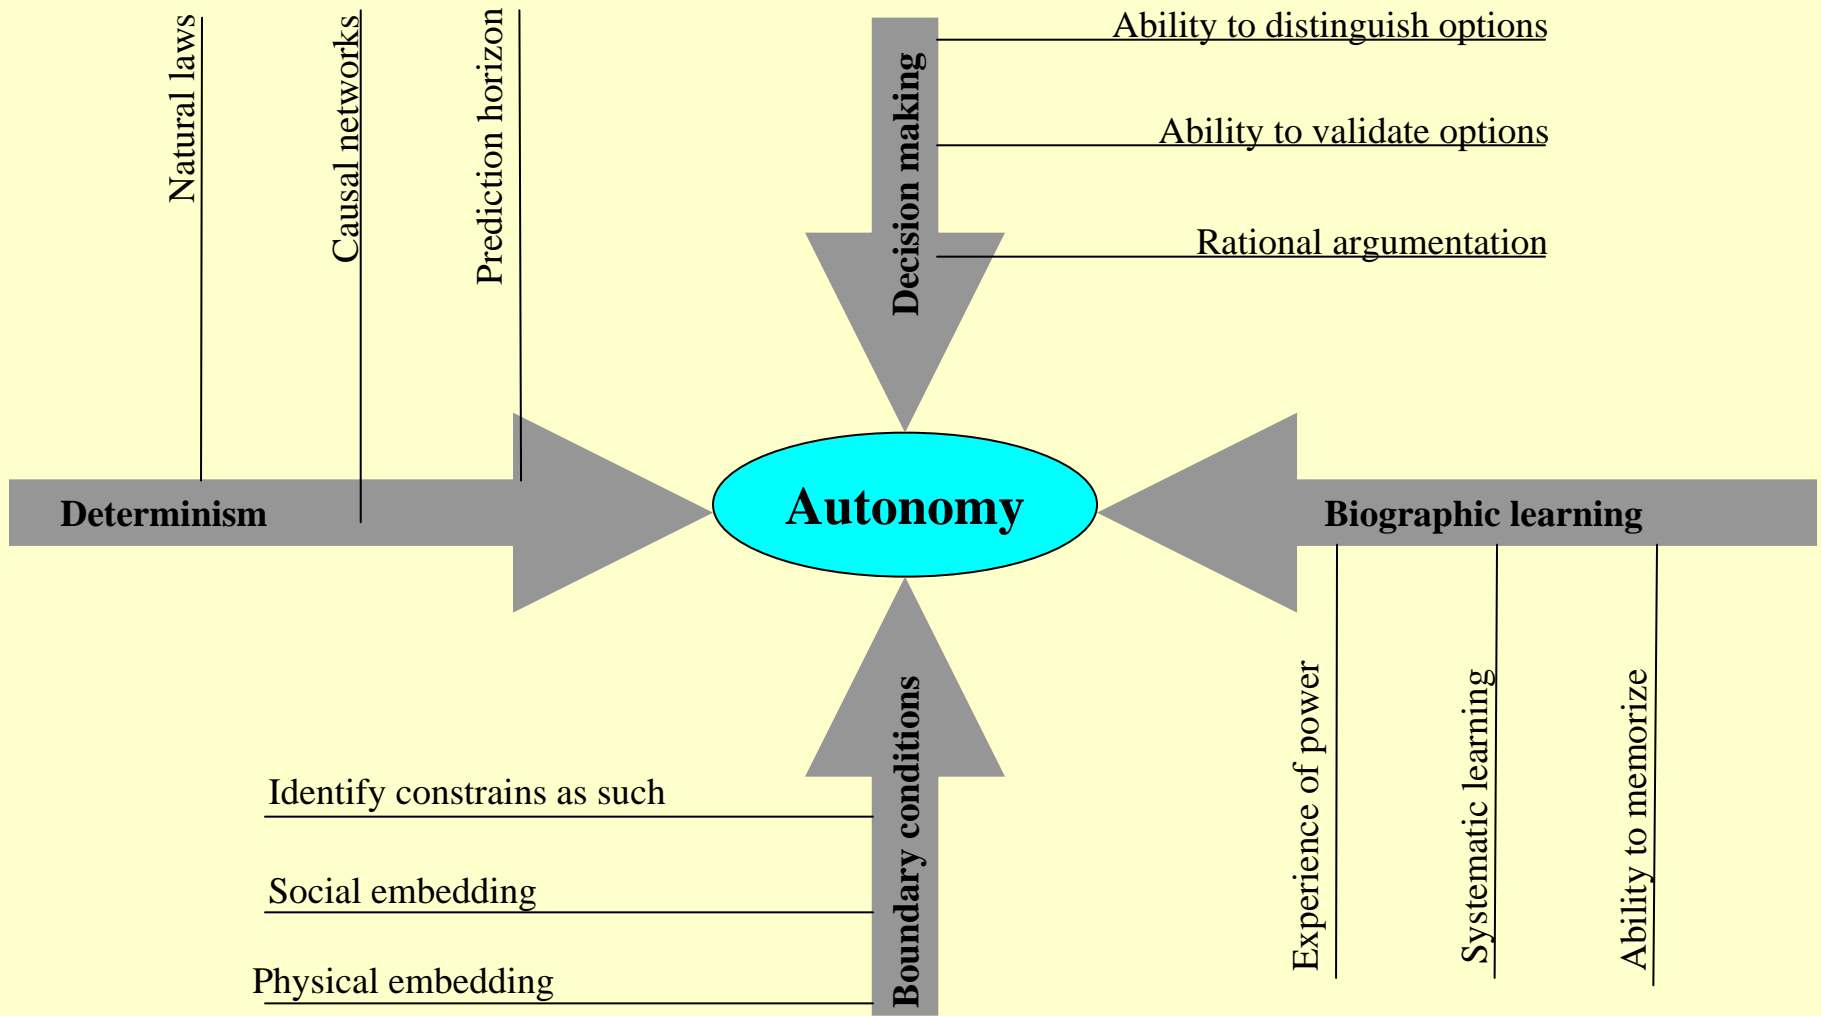 Natural laws
Causal networks
Prediction horizon
Decision making
Ability to distinguish options
Ability to validate options
Rational argumentation
Determinism
Autonomy
Biographic learning
Identify constrains as such
Social embedding
Physical embedding
Boundary conditions
Experience of power
Systematic learning
Ability to memorize